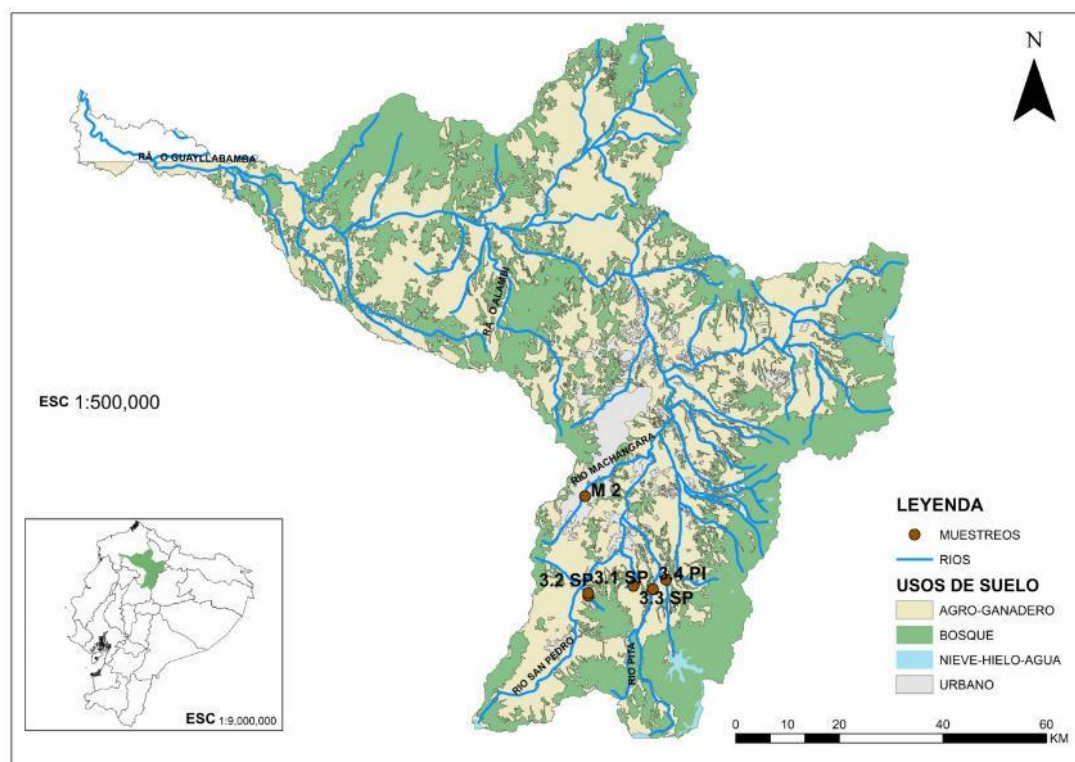 N
RÃ_ O GUAYLLABAMBA
RÃ_ O ALAMBI
ESC 1:500,000
RIO MACHANGARA
M 2
3.2 SP
3.1 SP
3.4 PI
3.3 SP
RIO SAN PEDRO
RIO PITA
ESC 1:9,000,000
LEYENDA
MUESTREOS
RIOS
USOS DE SUELO
AGRO-GANADERO
BOSQUE
NIEVE-HIELO-AGUA
URBANO
0 10 20 40 60
KM